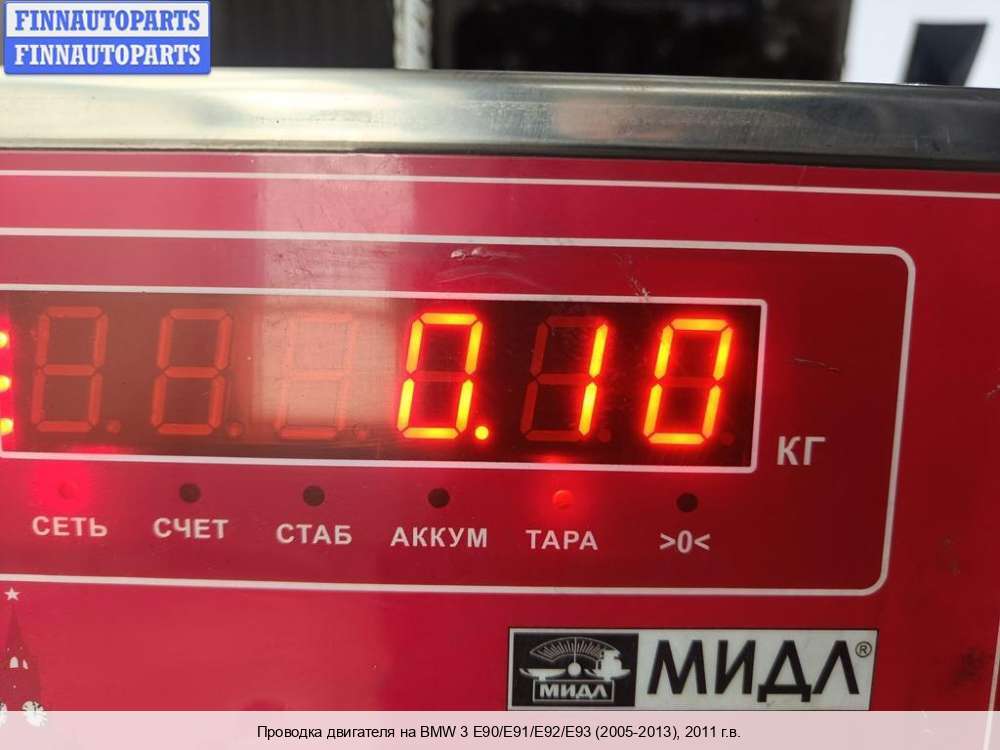 FINNAUTOPARTS
FINNAUTOPARTS
0.10
КГ
СЕТЬ СЧЕТ СТАБ АККУМ ТАРА >0<
МИДЛ МИДЛ®
Проводка двигателя на BMW 3 E90/E91/E92/E93 (2005-2013), 2011 г.в.